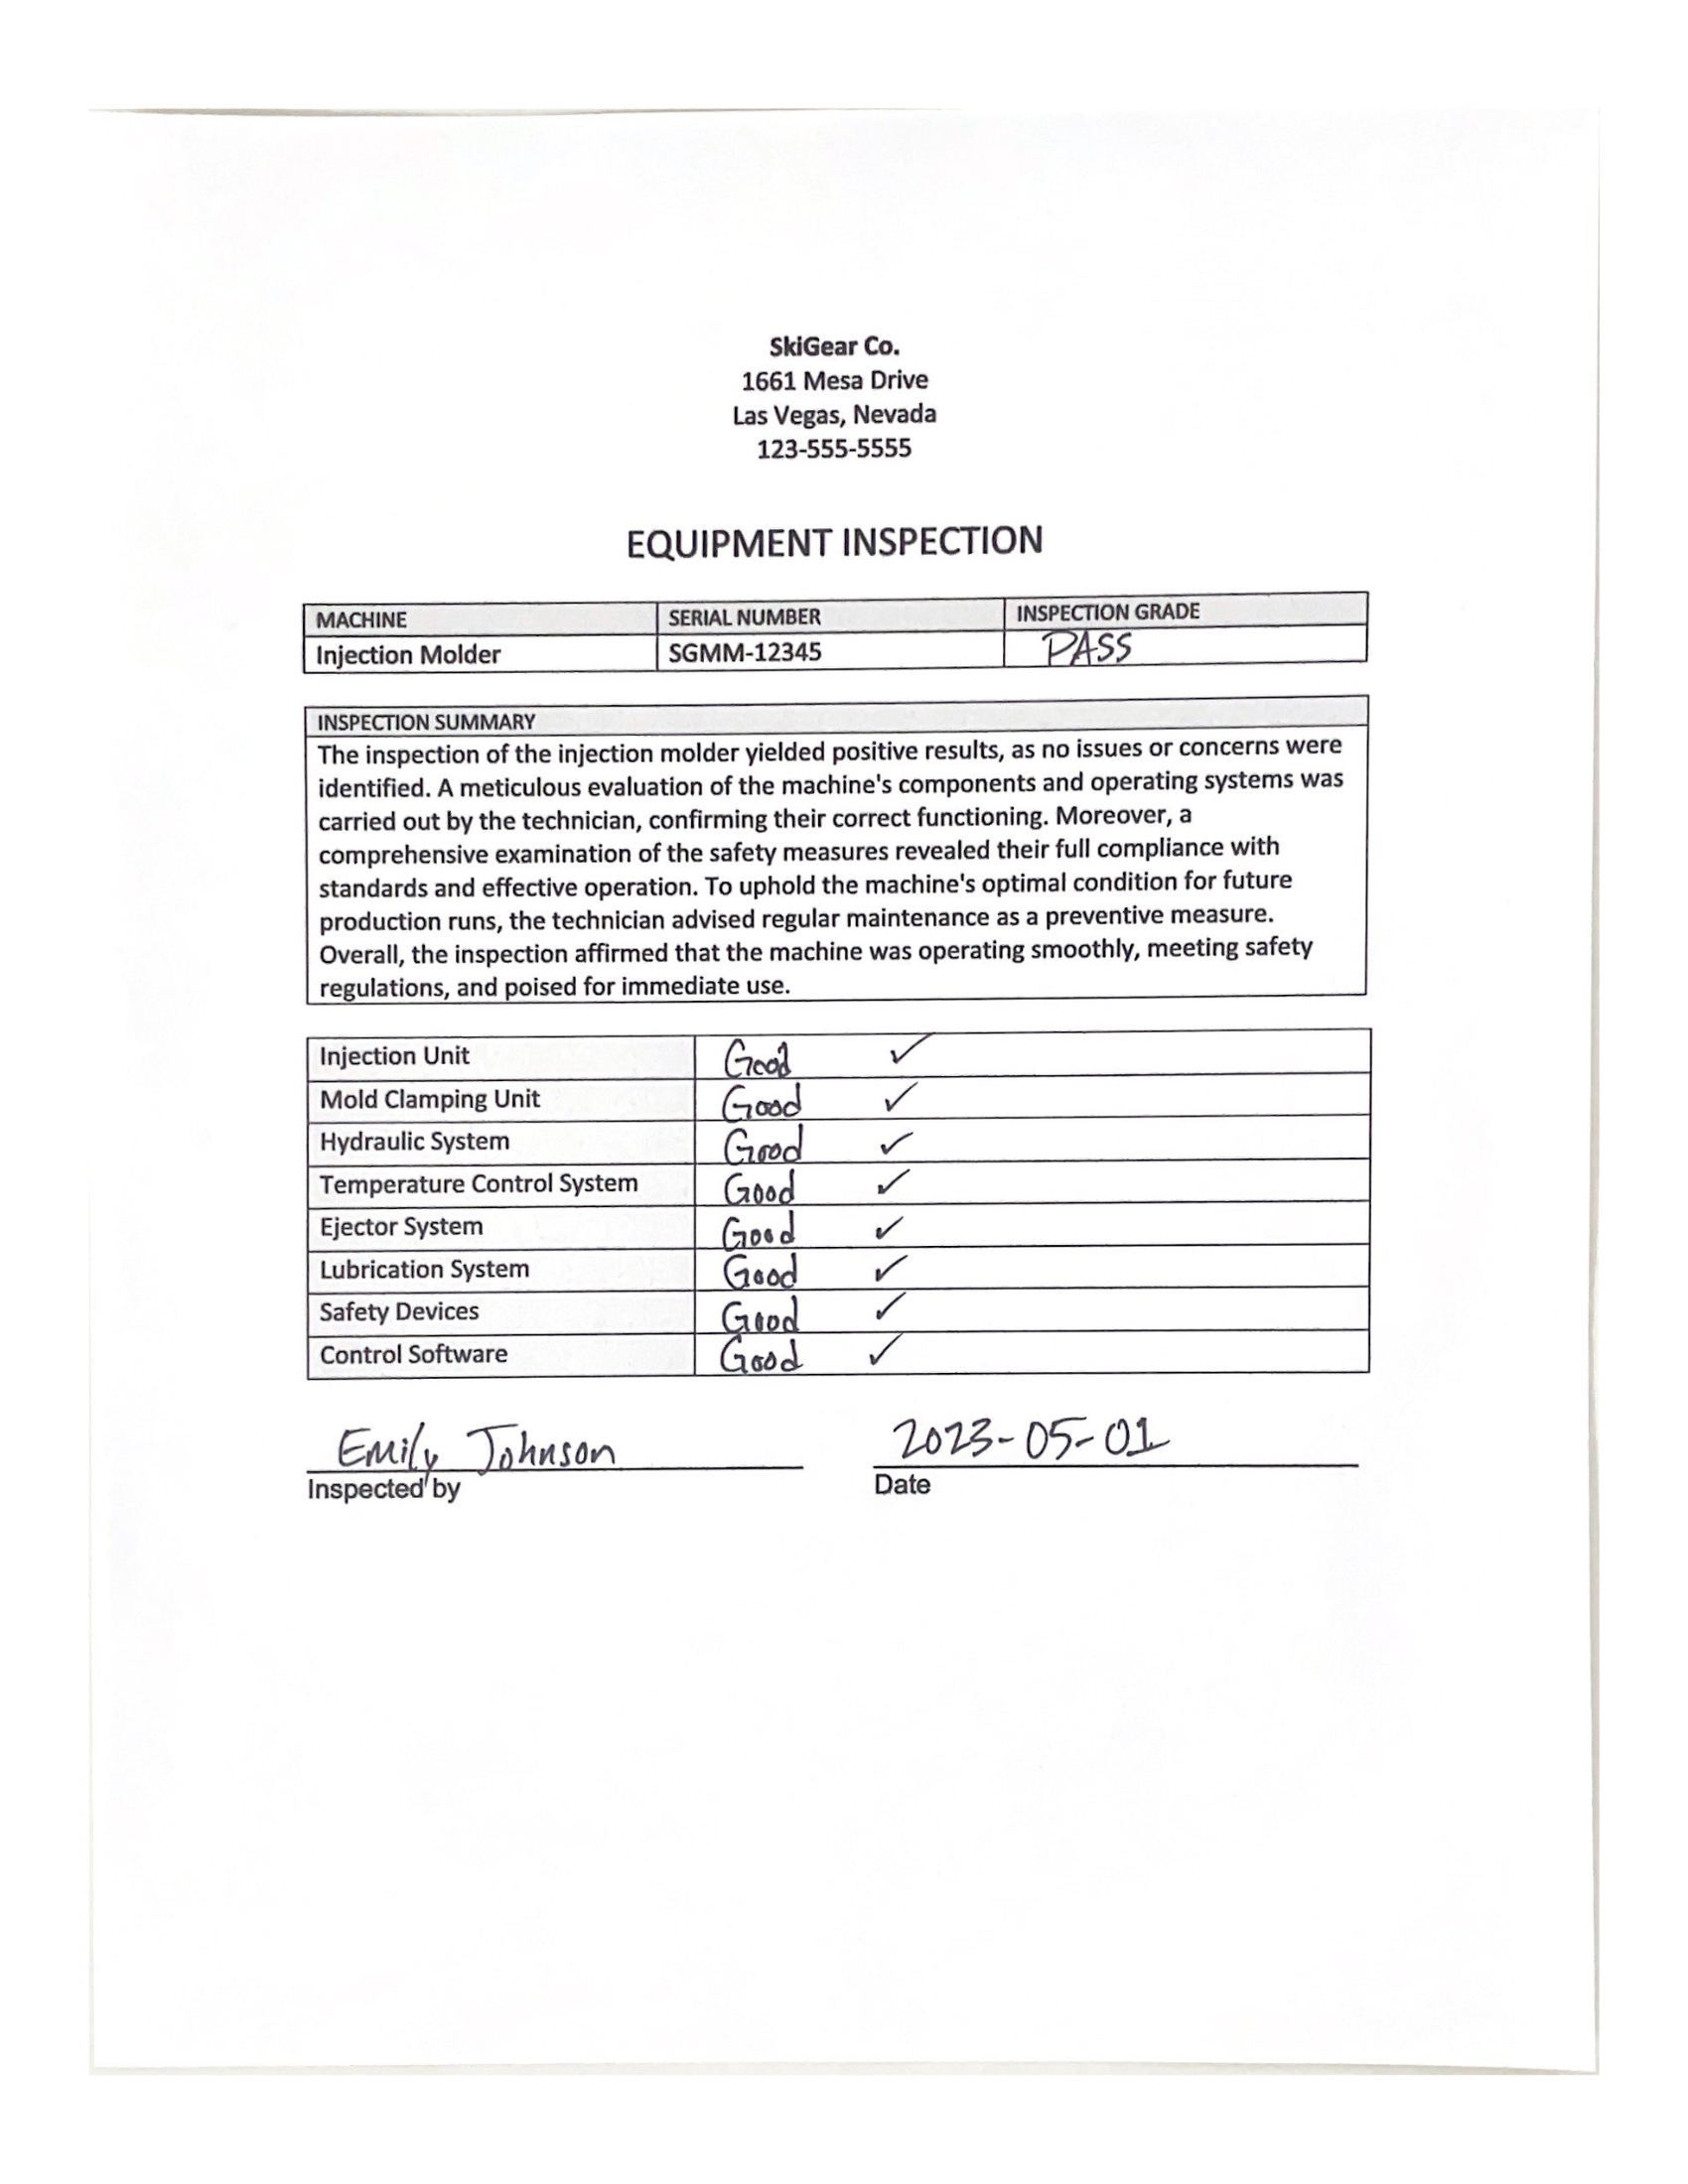 SkiGear Co.
1661 Mesa Drive
Las Vegas, Nevada
123-555-5555
EQUIPMENT INSPECTION
MACHINE SERIAL NUMBER INSPECTION GRADE
Injection Molder SGMM-12345 PASS
INSPECTION SUMMARY
The inspection of the injection molder yielded positive results, as no issues or concerns were
identified. A meticulous evaluation of the machine's components and operating systems was
carried out by the technician, confirming their correct functioning. Moreover, a
comprehensive examination of the safety measures revealed their full compliance with
standards and effective operation. To uphold the machine's optimal condition for future
production runs, the technician advised regular maintenance as a preventive measure.
Overall, the inspection affirmed that the machine was operating smoothly, meeting safety
regulations, and poised for immediate use.
Injection Unit Good ✓
Mold Clamping Unit Good ✓
Hydraulic System Good ✓
Temperature Control System Good ✓
Ejector System Good ✓
Lubrication System Good ✓
Safety Devices Good ✓
Control Software Good ✓
Emily Johnson 2023-05-01
Inspected by Date